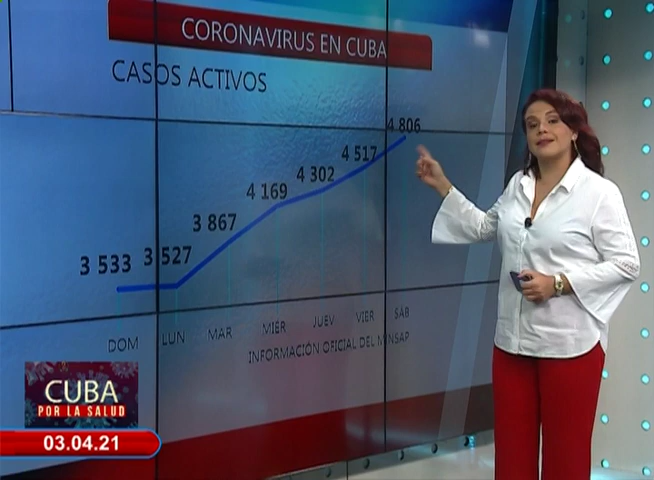 CORONAVIRUS EN CUBA
CASOS ACTIVOS
3 533
3 527
3 867
4 169
4 302
4 517
4 806
DOM LUN MAR MIÉR JUEV VIER SÁB
INFORMACIÓN OFICIAL DEL MINSAP
CUBA
POR LA SALUD
03.04.21